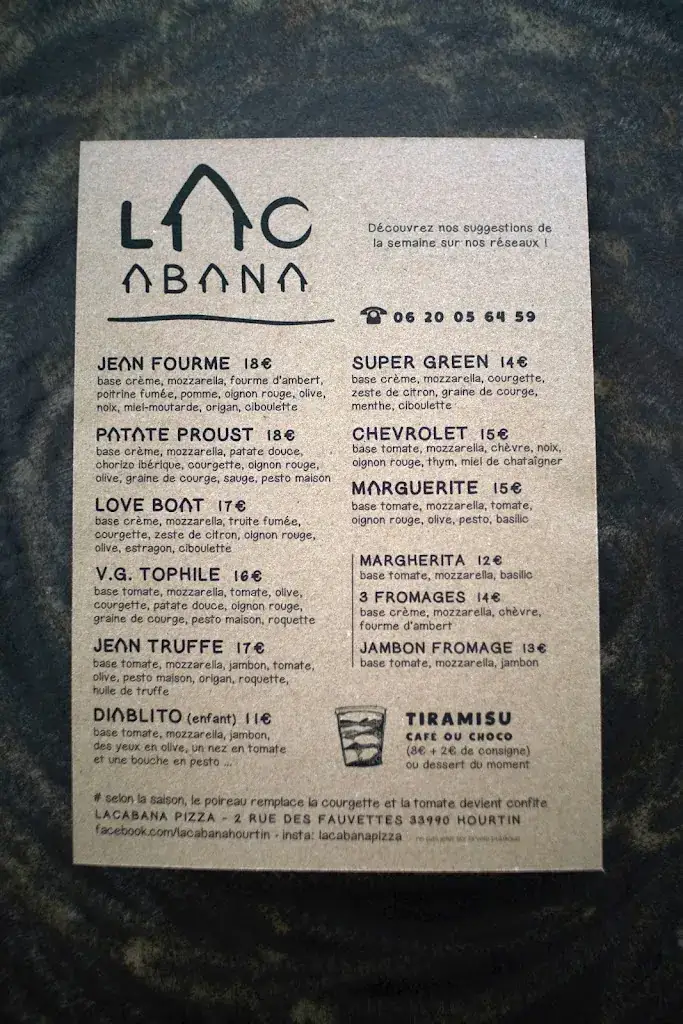 LAC
ABANA
Découvrez nos suggestions de
la semaine sur nos réseaux !
06 20 05 64 59
JEAN FOURME 18€
base crème, mozzarella, fourme d'ambert,
poitrine fumée, pomme, oignon rouge, olive,
noix, miel-moutarde, origan, ciboulette
PATATE PROUST 18€
base crème, mozzarella, patate douce,
chorizo ibérique, courgette, oignon rouge,
olive, graine de courge, sauge, pesto maison
LOVE BOAT 17€
base crème, mozzarella, truite fumée,
courgette, zeste de citron, oignon rouge,
olive, estragon, ciboulette
V.G. TOPHILE 16€
base tomate, mozzarella, tomate, olive,
courgette, patate douce, oignon rouge,
graine de courge, pesto maison, roquette
JEAN TRUFFE 17€
base tomate, mozzarella, jambon, tomate,
olive, pesto maison, origan, roquette,
huile de truffe
DIABLITO (enfant) 11€
base tomate, mozzarella, jambon,
des yeux en olive, un nez en tomate
et une bouche en pesto ...
SUPER GREEN 14€
base crème, mozzarella, courgette,
zeste de citron, graine de courge,
menthe, ciboulette
CHEVROLET 15€
base tomate, mozzarella, chèvre, noix,
oignon rouge, thym, miel de chataîgner
MARGUERITE 15€
base tomate, mozzarella, tomate,
oignon rouge, olive, pesto, basilic
MARGHERITA 12€
base tomate, mozzarella, basilic
3 FROMAGES 14€
base crème, mozzarella, chèvre,
fourme d'ambert
JAMBON FROMAGE 13€
base tomate, mozzarella, jambon
TIRAMISU
CAFÉ OU CHOCO
(8€ + 2€ de consigne)
ou dessert du moment
# selon la saison, le poireau remplace la courgette et la tomate devient confite
LACABANA PIZZA - 2 RUE DES FAUVETTES 33990 HOURTIN
facebook.com/lacabanahourtin - insta: lacabanapizza